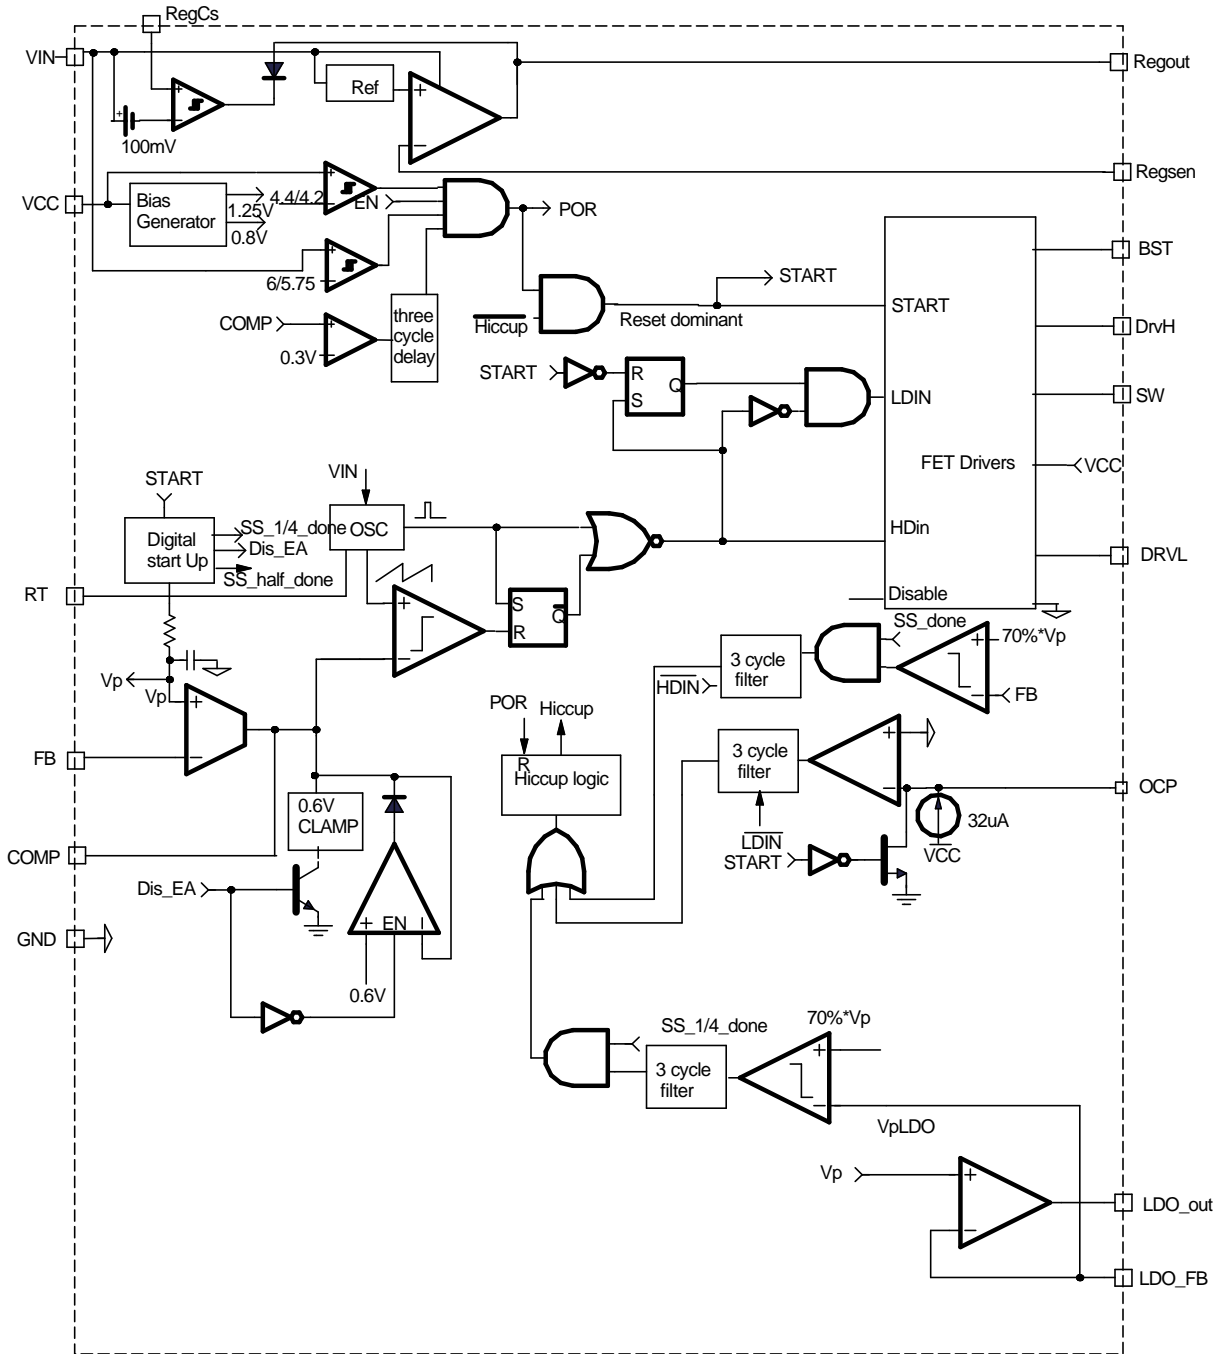 RegCs
VIN
Regout
Ref
+
−
+
−
+
100mV
Regsen
VCC
Bias
Generator
1.25V
0.8V
4.4/4.2
+
−
EN
POR
+
−
6/5.75
BST
START
COMP
+
0.3V
three
cycle
delay
Hiccup
Reset dominant
START
DrvH
START
R
Q
S
LDIN
SW
FET Drivers
VCC
VIN
START
OSC
Digital
start Up
SS_1/4_done
Dis_EA
SS_half_done
HDin
DRVL
RT
+
−
S
Q
R
Disable
SS_done
+
70%*Vp
−
FB
3 cycle
filter
HDIN
Vp
Vp
+
−
FB
POR
Hiccup
R
Hiccup logic
3 cycle
filter
+
−
OCP
32uA
VCC
LDIN
START
0.6V
CLAMP
COMP
Dis_EA
+
EN
−
GND
0.6V
SS_1/4_done
70%*Vp
+
−
3 cycle
filter
VpLDO
Vp
+
−
LDO_out
LDO_FB